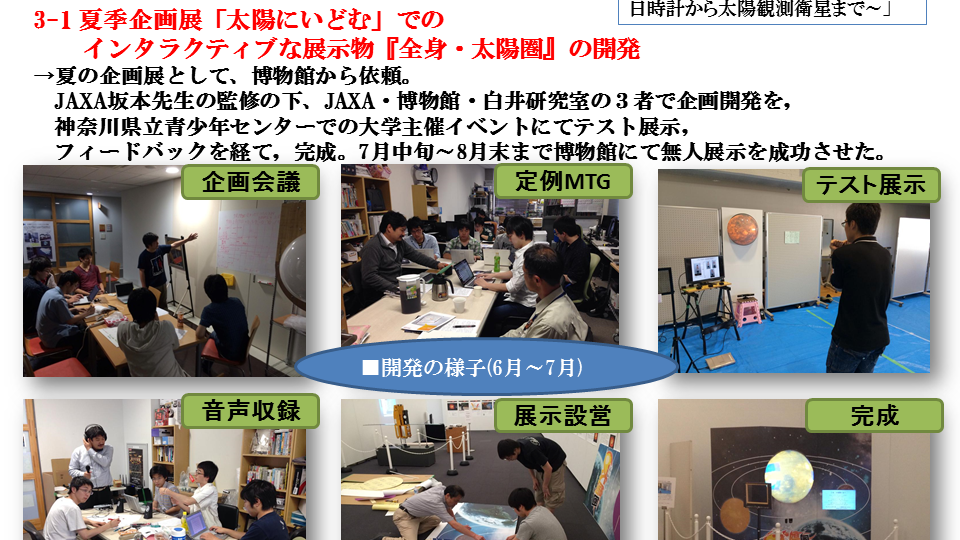 日時計から太陽観測衛星まで～」
3-1 夏季企画展「太陽にいどむ」での
インタラクティブな展示物『全身・太陽圏』の開発
→夏の企画展として、博物館から依頼。
JAXA坂本先生の監修の下、JAXA・博物館・白井研究室の３者で企画開発を，
神奈川県立青少年センターでの大学主催イベントにてテスト展示，
フィードバックを経て，完成。7月中旬～8月末まで博物館にて無人展示を成功させた。
企画会議
定例MTG
テスト展示
■開発の様子(6月～7月)
音声収録
展示設営
完成